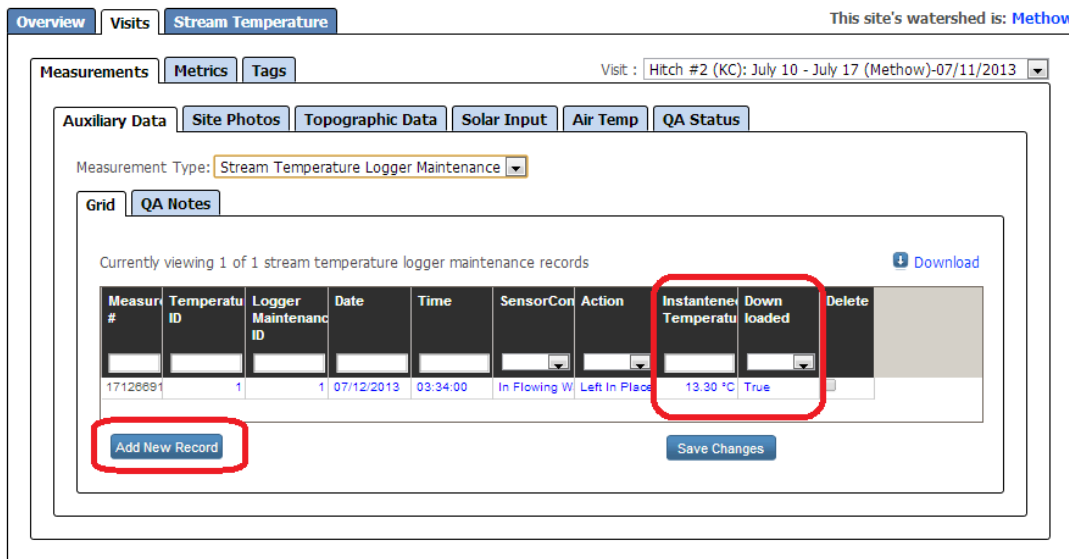 Overview Visits Stream Temperature This site's watershed is: Methow
Measurements Metrics Tags Visit : Hitch #2 (KC): July 10 - July 17 (Methow)-07/11/2013
Auxiliary Data Site Photos Topographic Data Solar Input Air Temp QA Status
Measurement Type: Stream Temperature Logger Maintenance
Grid QA Notes
Currently viewing 1 of 1 stream temperature logger maintenance records Download
Measure Temperatu Logger Date Time SensorCon Action Instantene Down Delete
# ID Maintenanc Temperatu loaded
ID
17126691 1 1 07/12/2013 03:34:00 In Flowing W Left In Place 13.30 °C True
Add New Record Save Changes